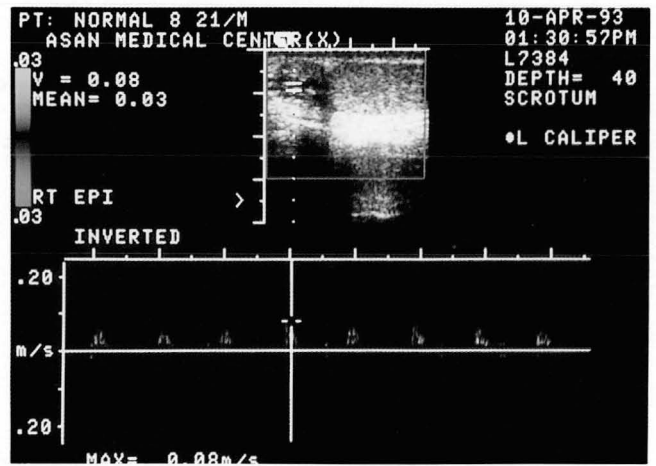 PT: NORMAL 8 21/M
ASAN MEDICAL CENTER(X)
10-APR-93
01:30:57PM
L7384
DEPTH= 40
SCROTUM
●L CALIPER
.03
V = 0.08
MEAN= 0.03
RT EPI >
.03
INVERTED
.20
m/s
.20
MAX= 0.08m/s